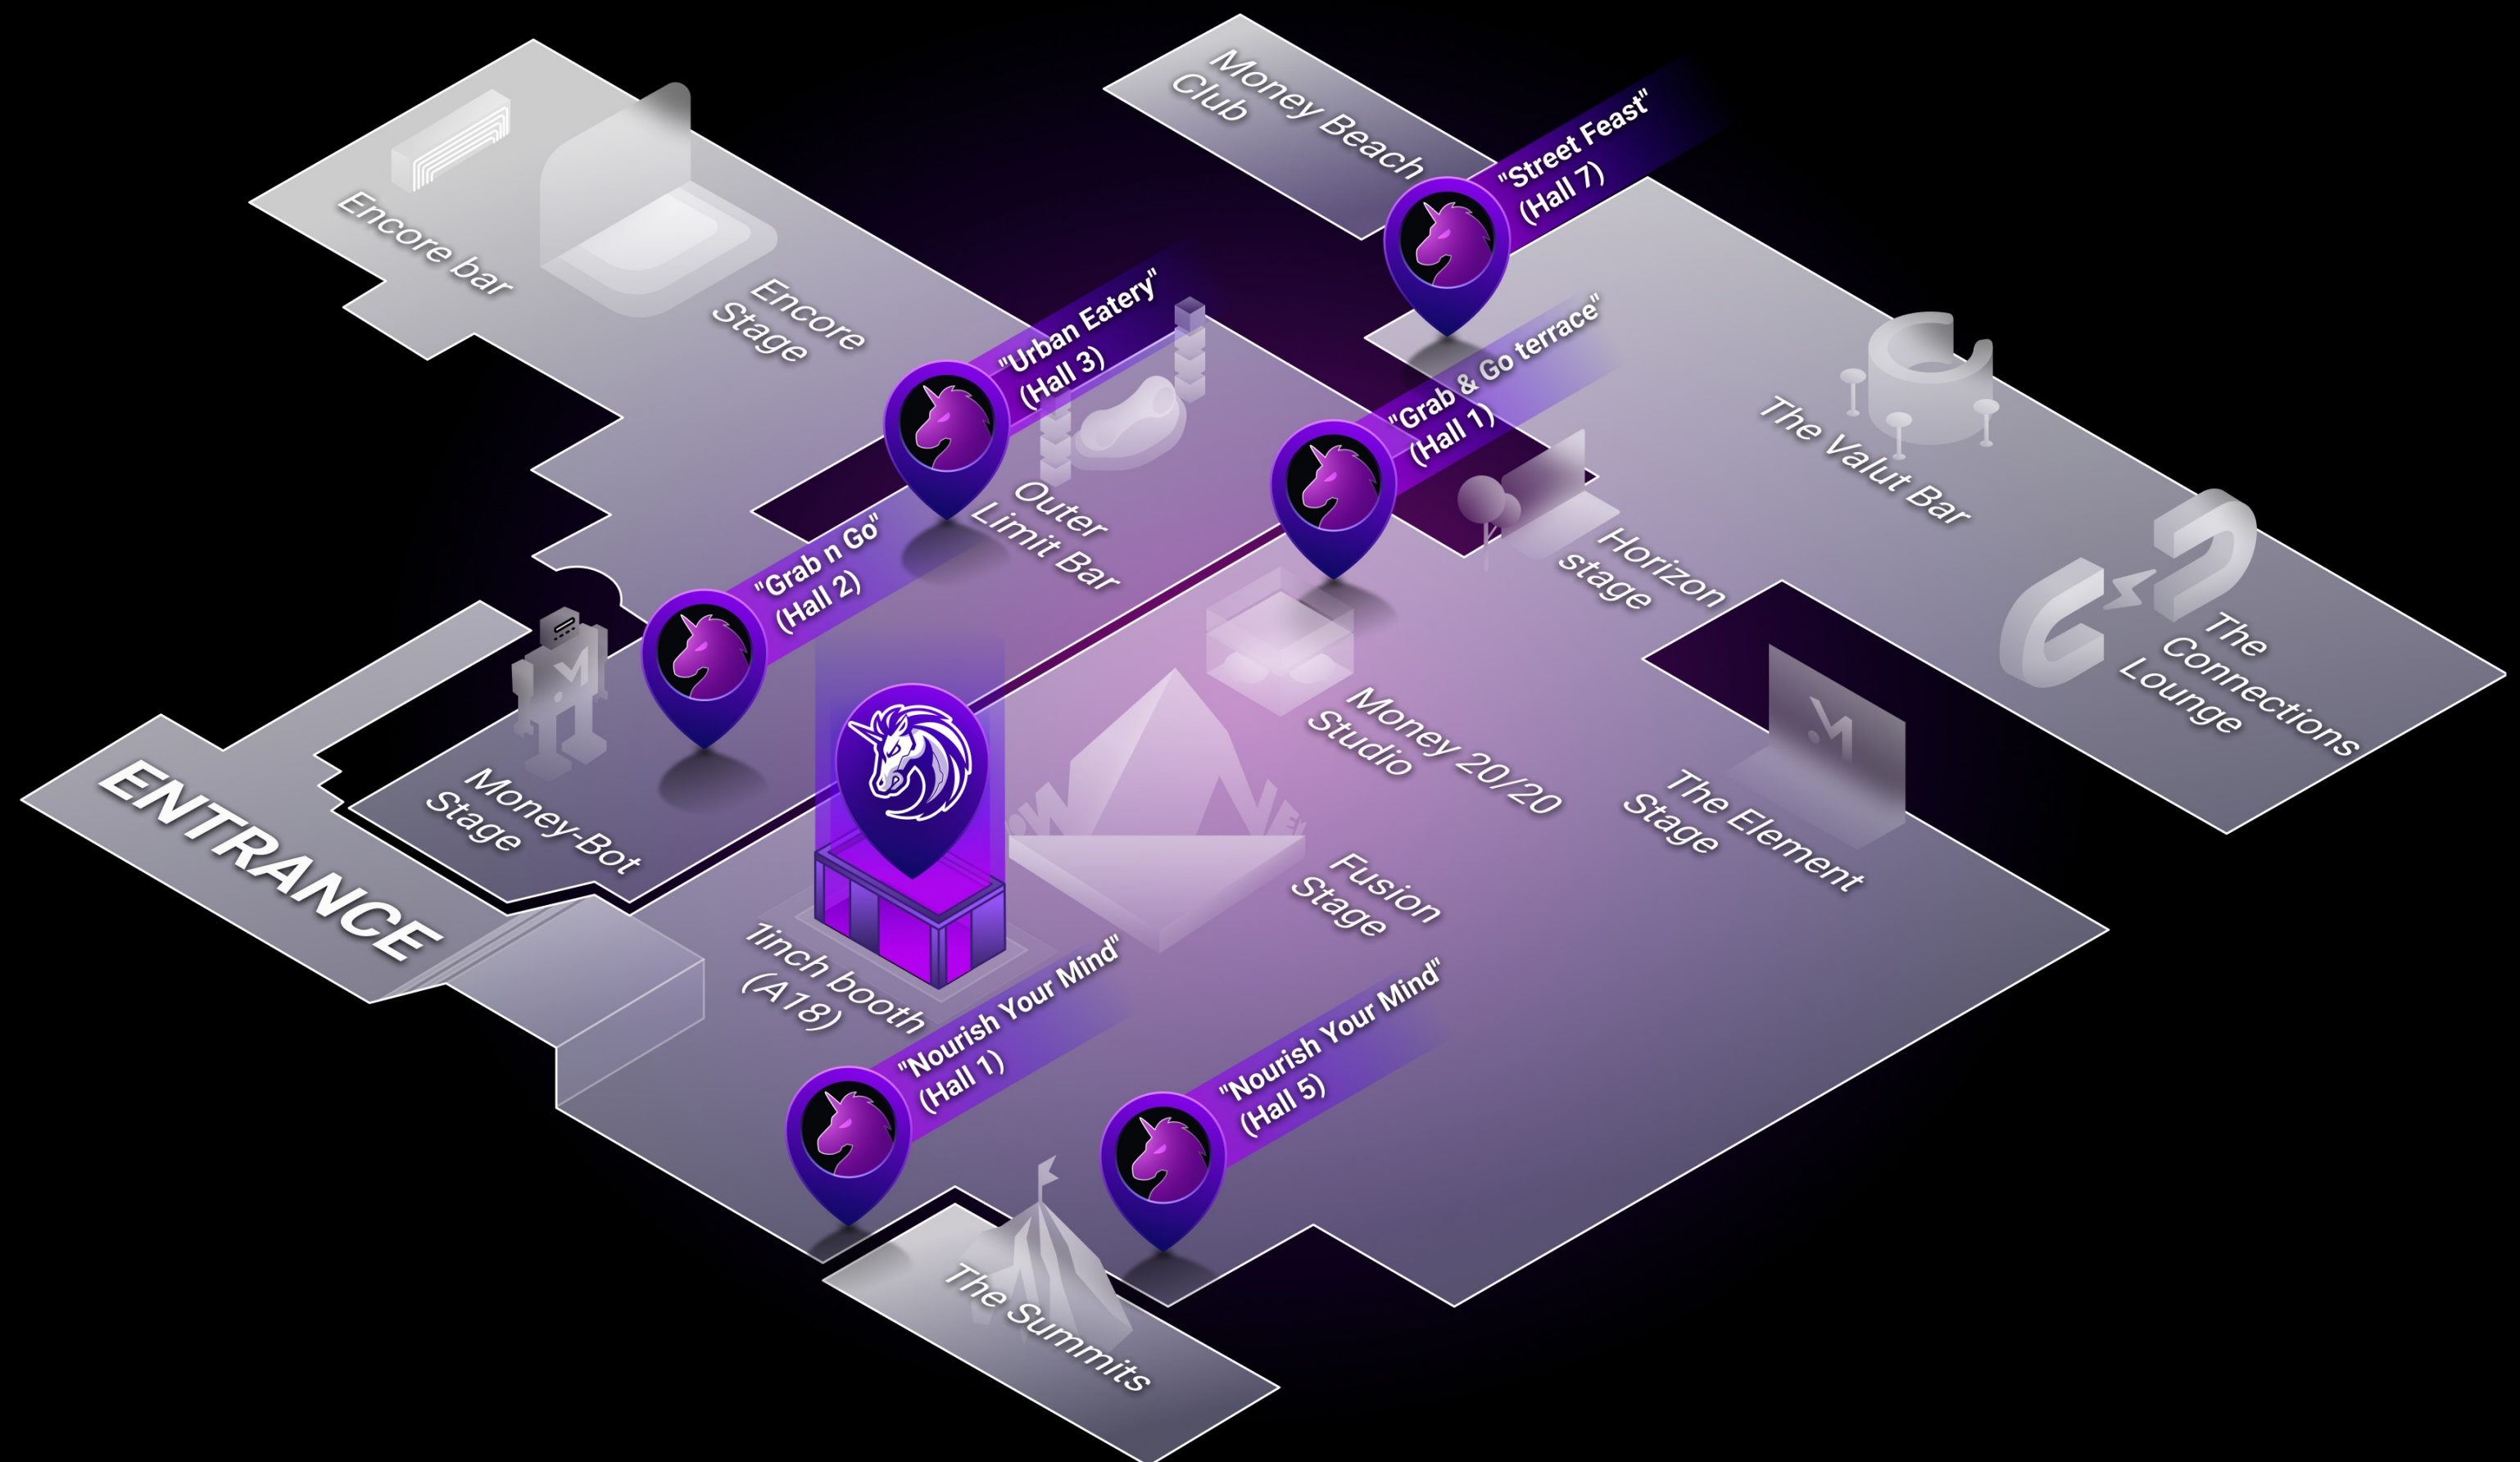 Money Beach
Club
"Street Feast"
(Hall 7)
Encore bar
Encore
Stage
"Urban Eatery"
(Hall 3)
"Grab & Go terrace"
(Hall 1)
The Valut Bar
Outer
Limit Bar
"Grab n Go"
(Hall 2)
Horizon
stage
The
Connections
Lounge
Money-Bot
Stage
ENTRANCE
Money 20/20
Studio
The Element
Stage
Fusion
Stage
1inch booth
(A18)
"Nourish Your Mind"
(Hall 1)
"Nourish Your Mind"
(Hall 5)
The Summits